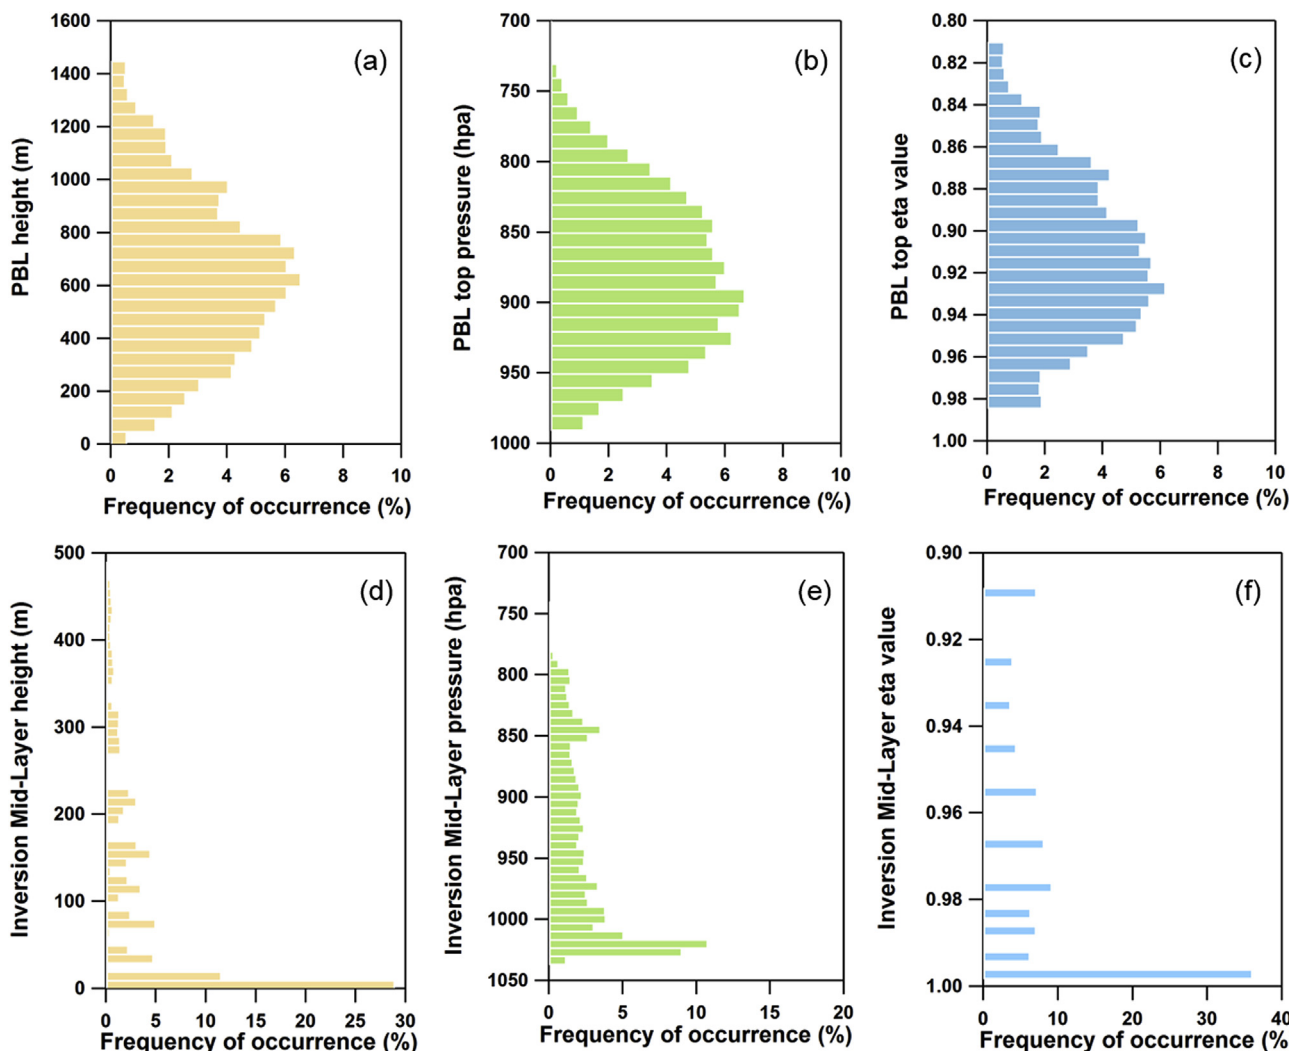 (a)
PBL height (m)
1600
1400
1200
1000
800
600
400
200
0
0 2 4 6 8 10
Frequency of occurrence (%)
(b)
PBL top pressure (hpa)
700
750
800
850
900
950
1000
0 2 4 6 8 10
Frequency of occurrence (%)
(c)
PBL top eta value
0.80
0.82
0.84
0.86
0.88
0.90
0.92
0.94
0.96
0.98
1.00
0 2 4 6 8 10
Frequency of occurrence (%)
(d)
Inversion Mid-Layer height (m)
500
400
300
200
100
0
0 5 10 15 20 25 30
Frequency of occurrence (%)
(e)
Inversion Mid-Layer pressure (hpa)
700
750
800
850
900
950
1000
1050
0 5 10 15 20
Frequency of occurrence (%)
(f)
Inversion Mid-Layer eta value
0.90
0.92
0.94
0.96
0.98
1.00
0 10 20 30 40
Frequency of occurrence (%